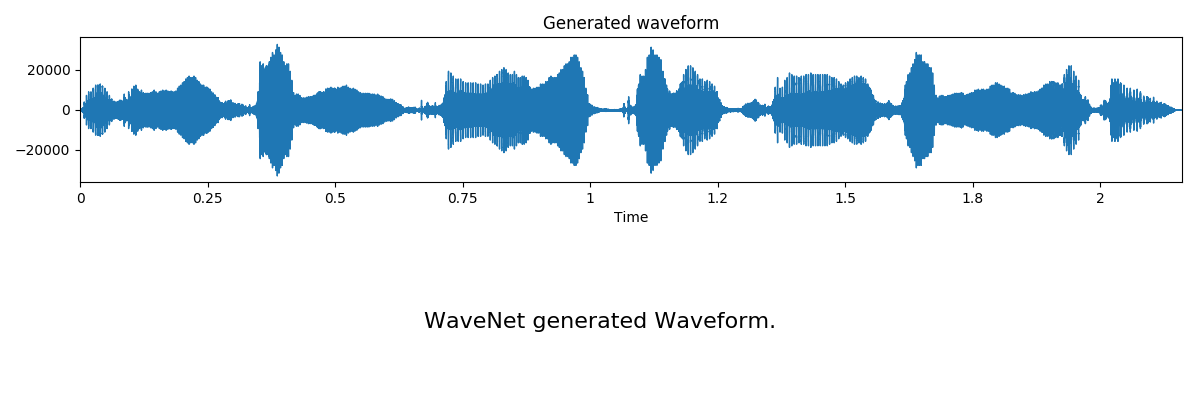 Generated waveform
20000
0
−20000
0 0.25 0.5 0.75 1 1.2 1.5 1.8 2
Time
WaveNet generated Waveform.